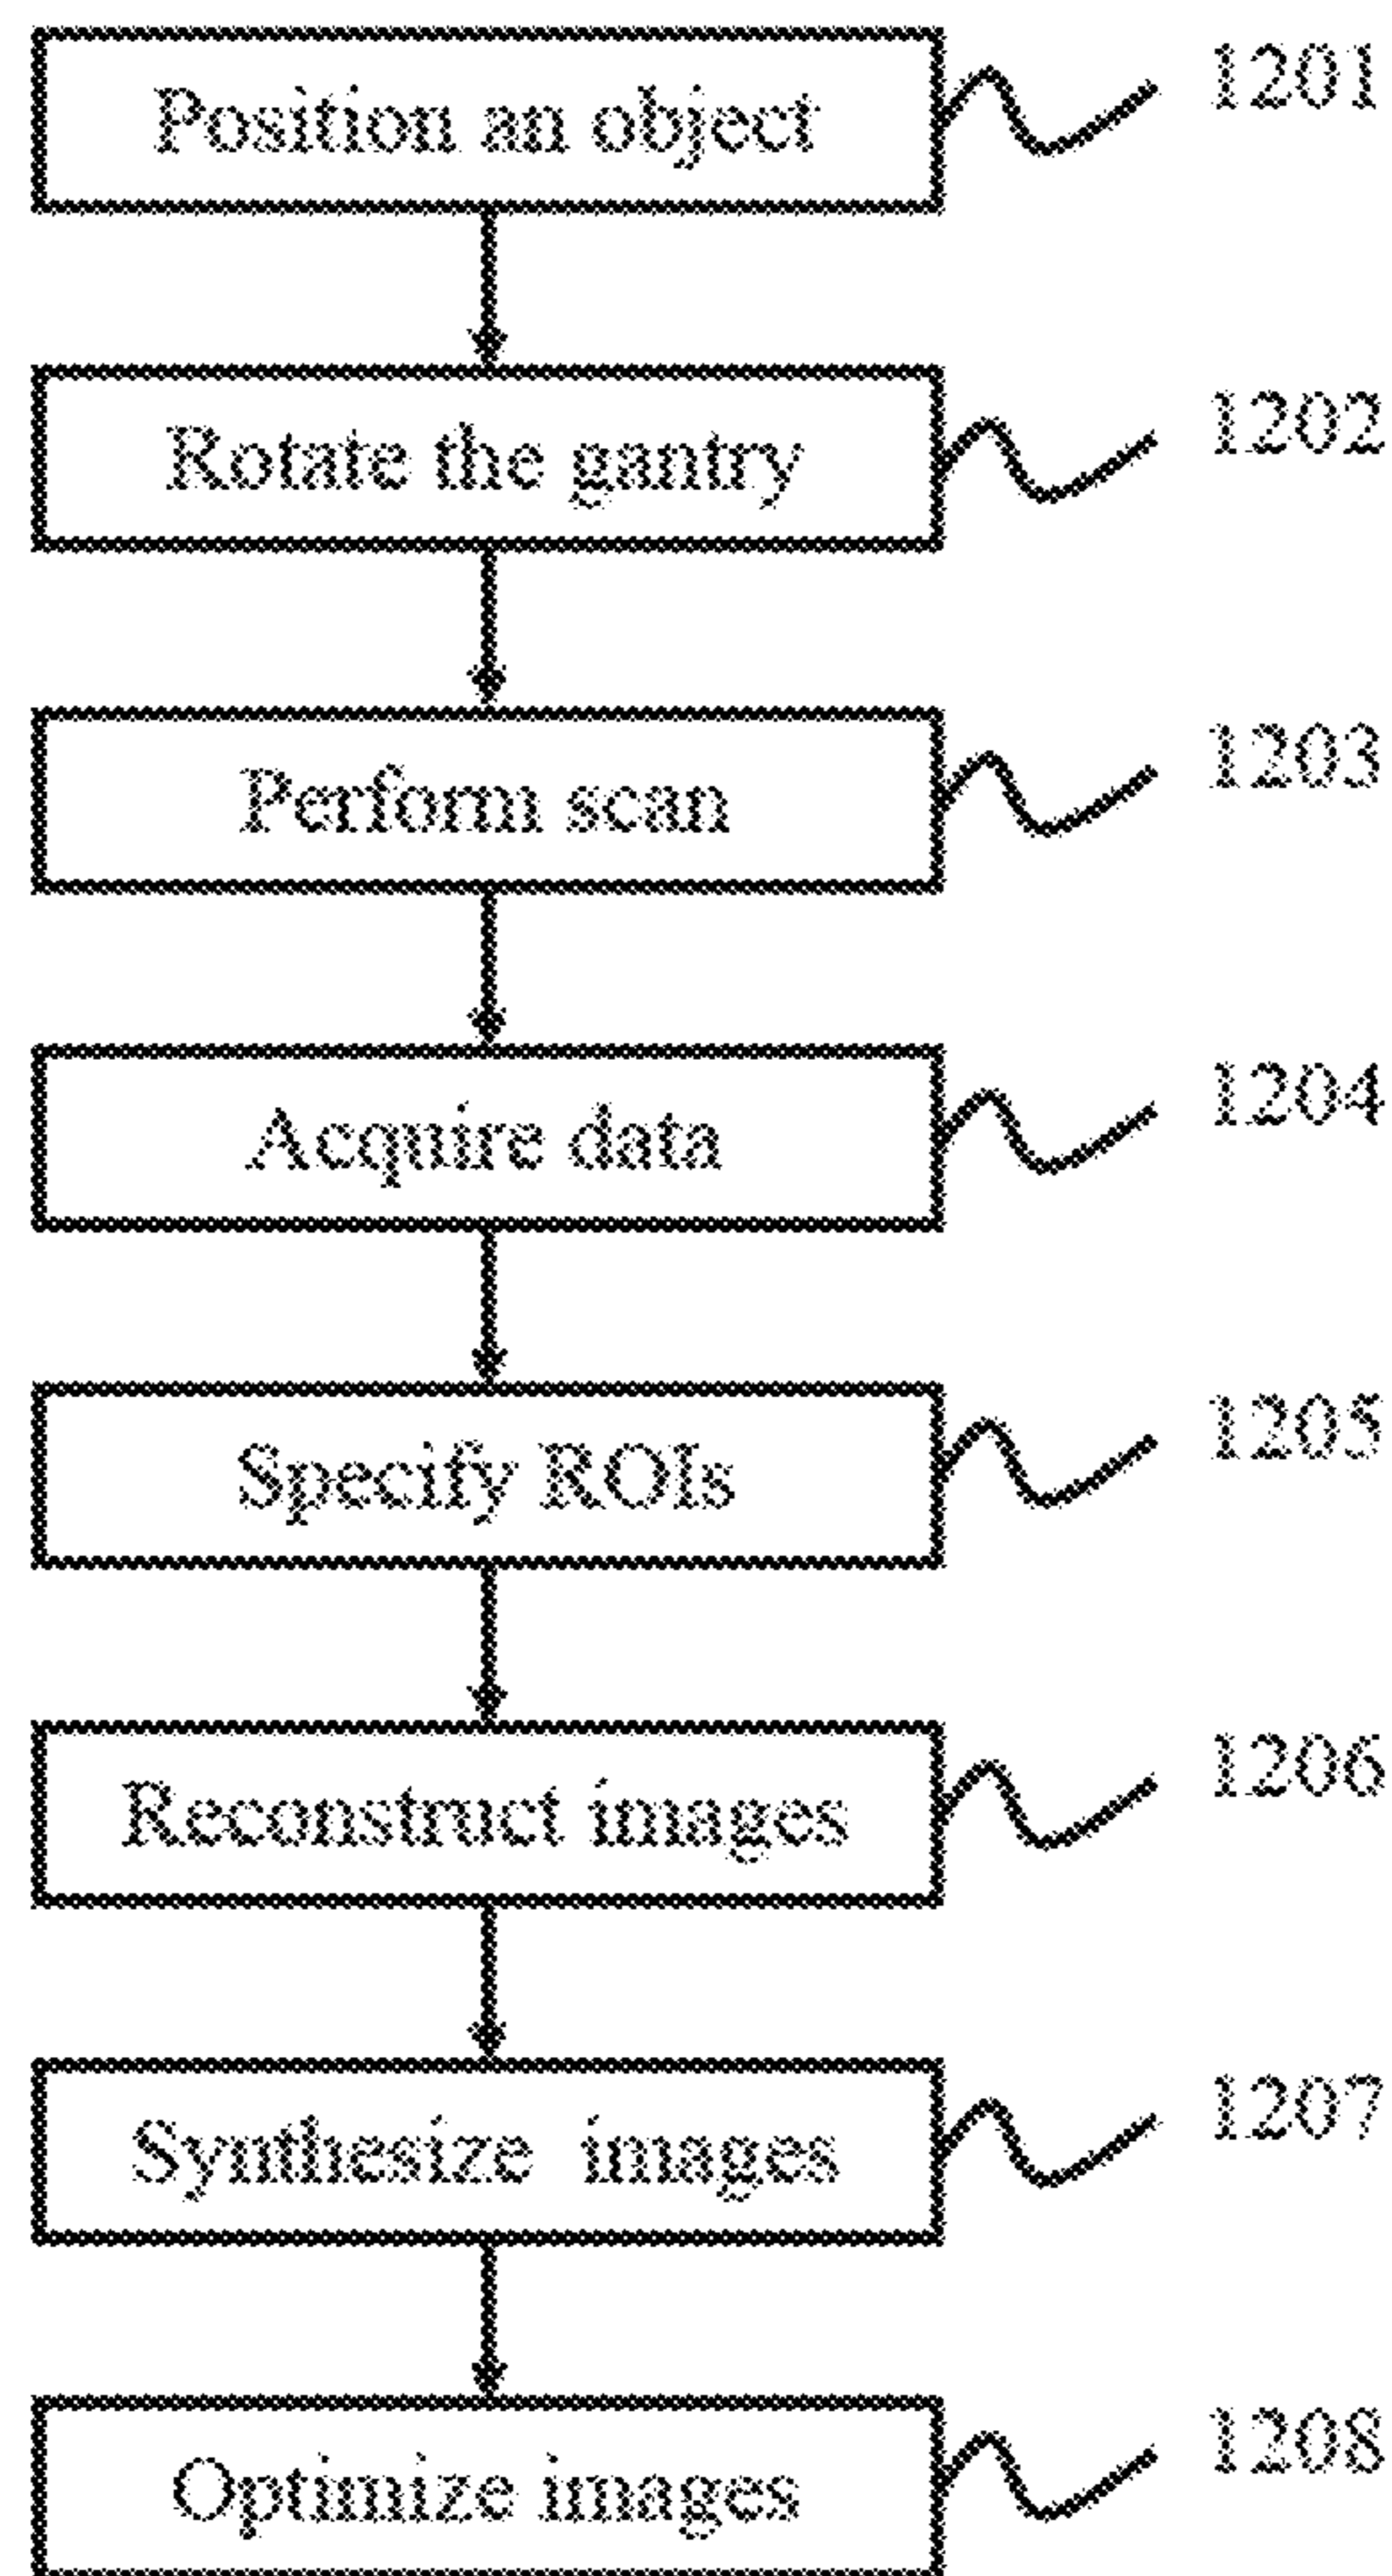 Position an object
1201
Rotate the gantry
1202
Perform scan
1203
Acquire data
1204
Specify ROIs
1205
Reconstruct images
1206
Synthesize images
1207
Optimize images
1208